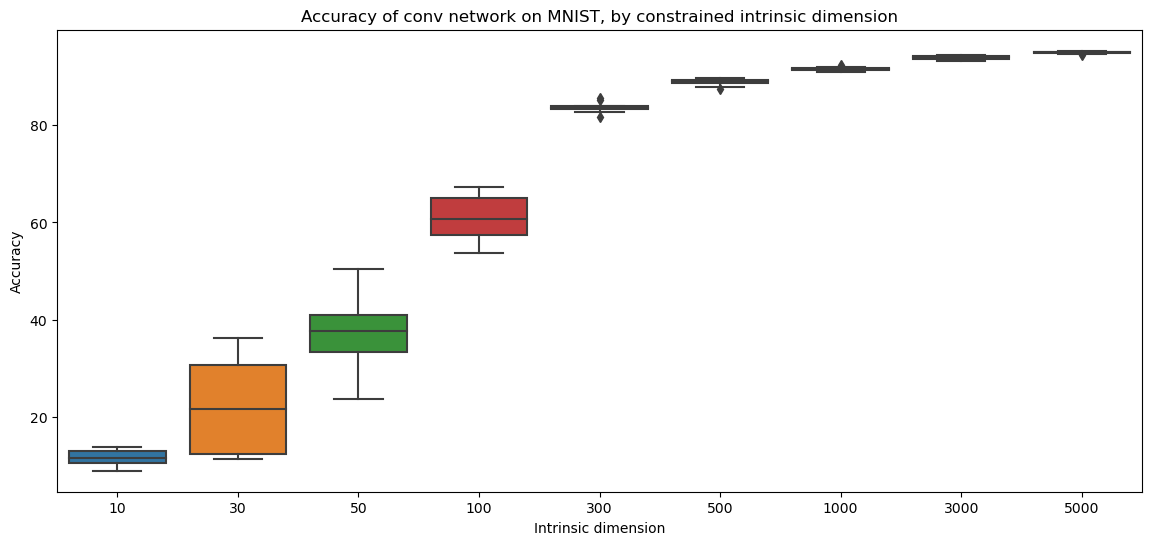 Accuracy of conv network on MNIST, by constrained intrinsic dimension
Accuracy
80
60
40
20
10 30 50 100 300 500 1000 3000 5000
Intrinsic dimension